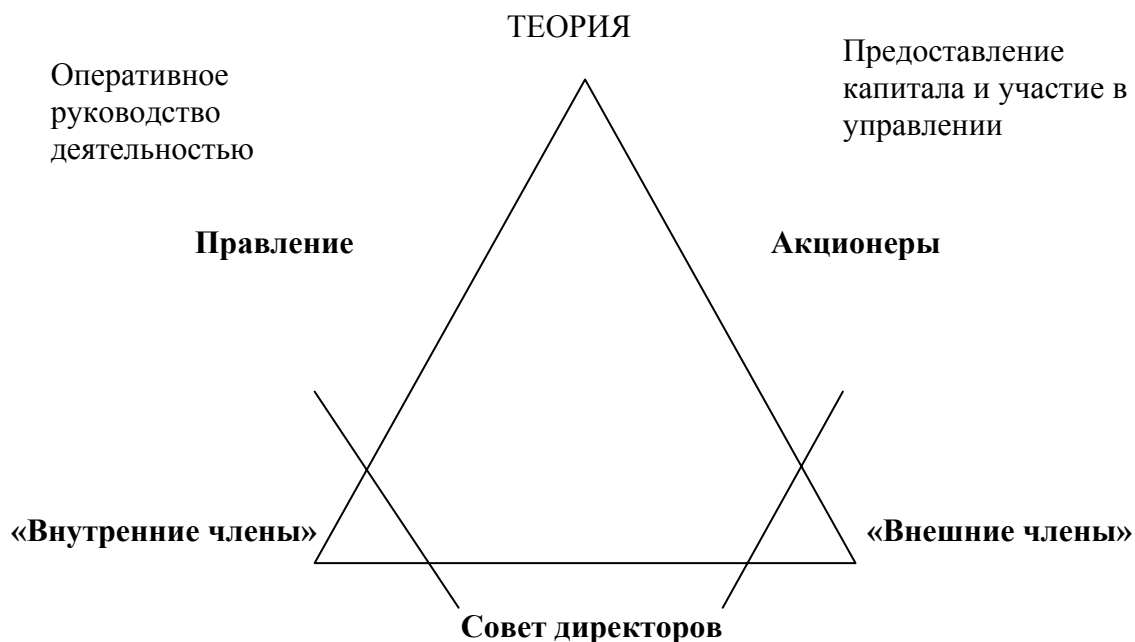 ТЕОРИЯ
Оперативное
руководство
деятельностью
Предоставление
капитала и участие в
управлении
Правление
Акционеры
«Внутренние члены»
«Внешние члены»
Совет директоров